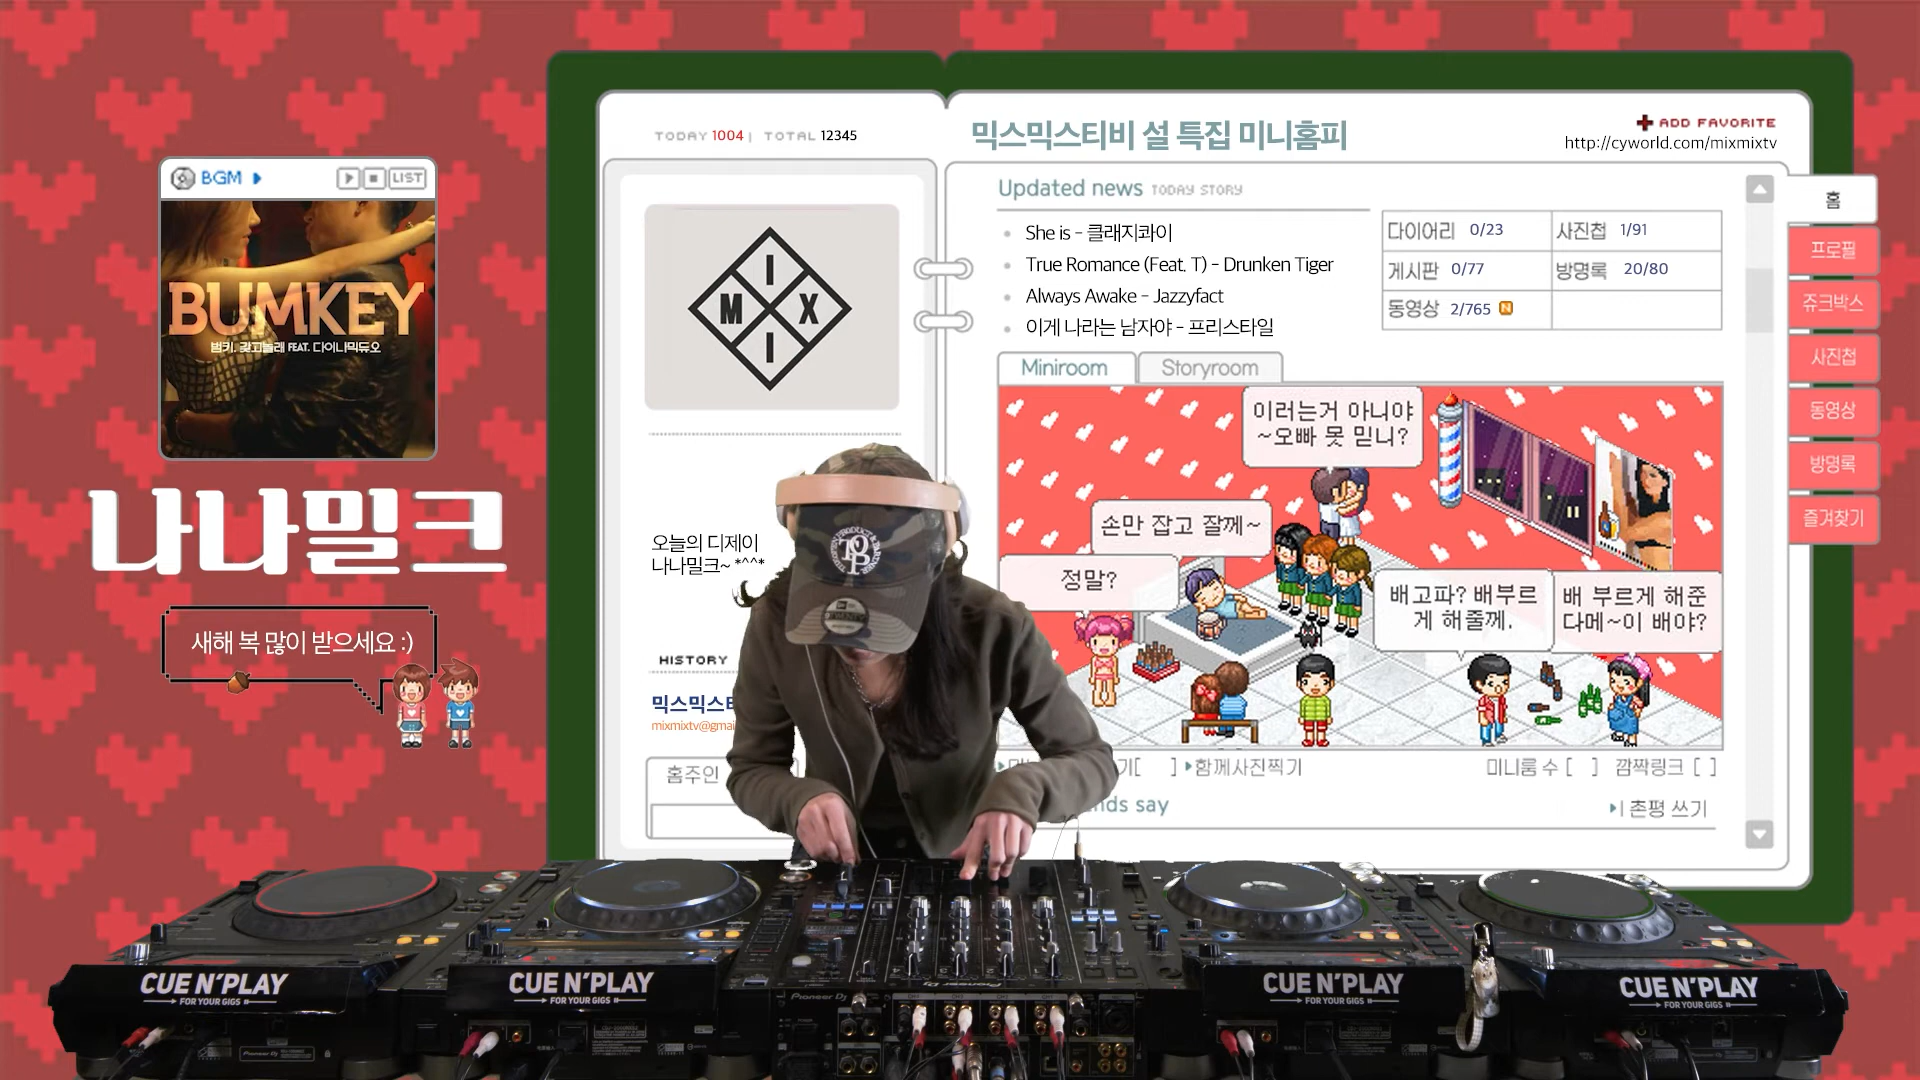 BGM
LIST
BUMKEY
범키. 갖고놀래 FEAT. 다이나믹듀오
나나밀크
새해 복 많이 받으세요 :)
TODAY 1004 | TOTAL 12345
믹스믹스티비 설 특집 미니홈피
ADD FAVORITE
http://cyworld.com/mixmixtv
I
M X
I
오늘의 디제이
나나밀크~ *^^*
HISTORY
믹스믹스티
mixmixtv@gmai
홈주인
Updated news TODAY STORY
She is - 클래지콰이
True Romance (Feat. T) - Drunken Tiger
Always Awake - Jazzyfact
이게 나라는 남자야 - 프리스타일
다이어리 0/23 사진첩 1/91
게시판 0/77 방명록 20/80
동영상 2/765 N
Miniroom Storyroom
이러는거 아니야
~오빠 못 믿니?
손만 잡고 잘께~
정말?
배고파? 배부르
게 해줄께.
배 부르게 해준
다메~이 배야?
기[ ] 함께사진찍기
미니룸 수 [ ] 깜짝링크 [ ]
nds say
촌평 쓰기
홈
프로필
쥬크박스
사진첩
동영상
방명록
즐겨찾기
CUE N'PLAY
FOR YOUR GIGS
CUE N'PLAY
FOR YOUR GIGS
Pioneer Dj
CUE N'PLAY
FOR YOUR GIGS
CUE N'PLAY
FOR YOUR GIGS